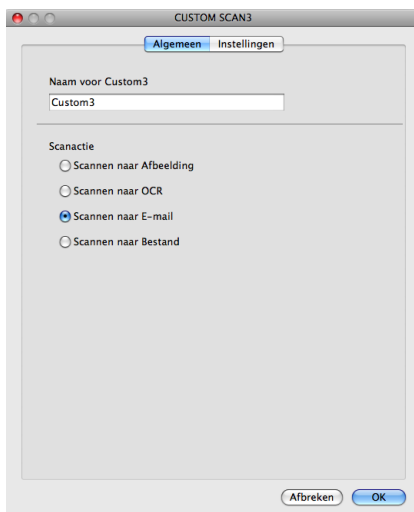 CUSTOM SCAN3
Algemeen Instellingen
Naam voor Custom3
Custom3
Scanactie
Scannen naar Afbeelding
Scannen naar OCR
Scannen naar E-mail
Scannen naar Bestand
Afbreken OK